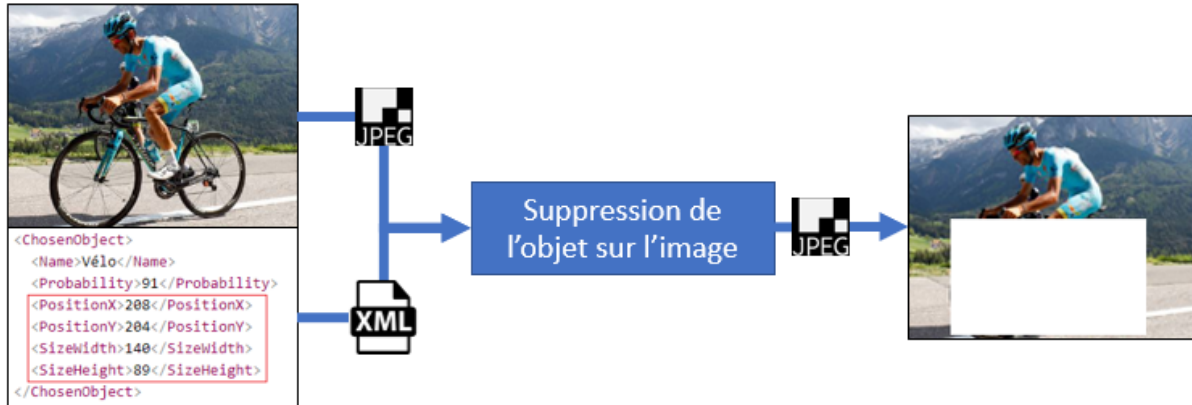 JPEG
<ChosenObject>
<Name>Vélo</Name>
<Probability>91</Probability>
<PositionX>208</PositionX>
<PositionY>204</PositionY>
<SizeWidth>140</SizeWidth>
<SizeHeight>89</SizeHeight>
</ChosenObject>
XML
Suppression de
l'objet sur l'image
JPEG